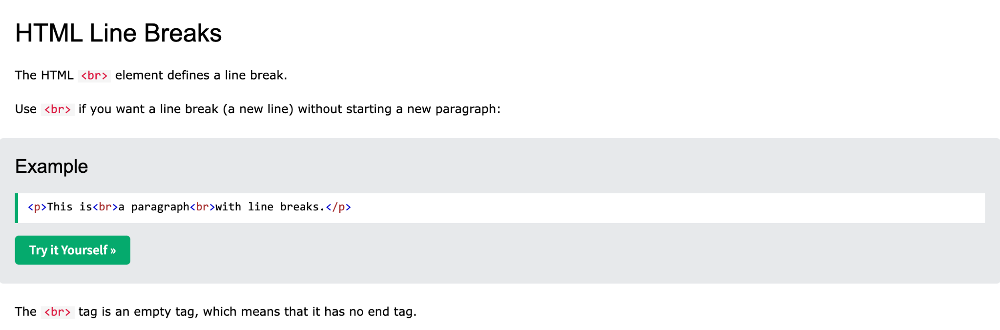 HTML Line Breaks
The HTML <br> element defines a line break.
Use <br> if you want a line break (a new line) without starting a new paragraph:
Example
<p>This is<br>a paragraph<br>with line breaks.</p>
Try it Yourself »
The <br> tag is an empty tag, which means that it has no end tag.